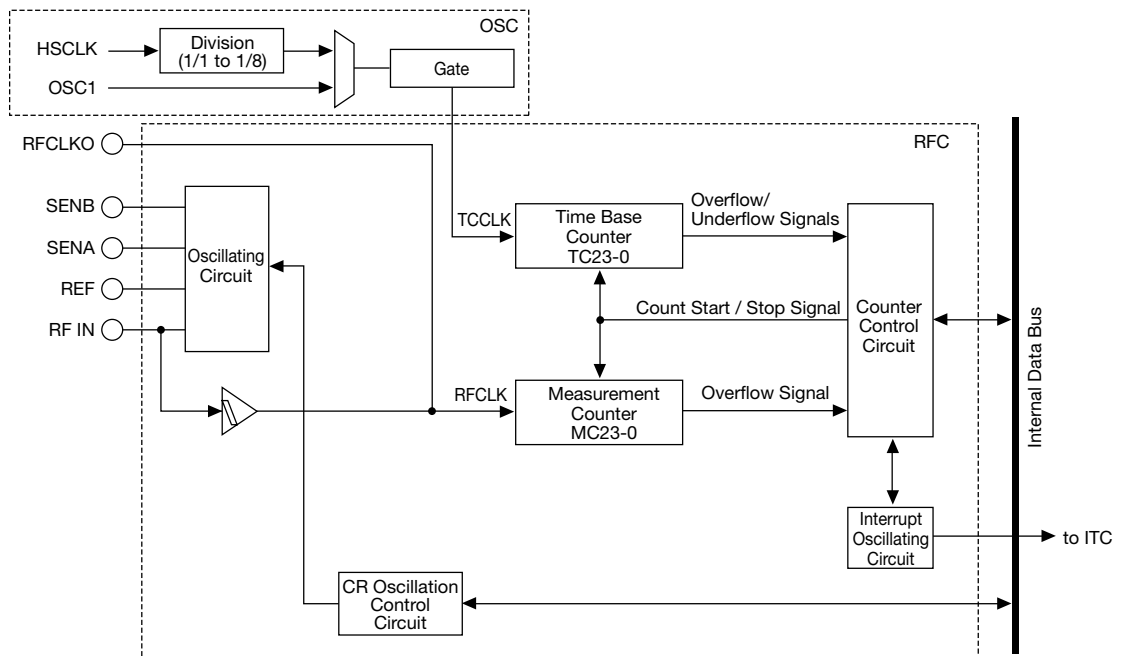 OSC
HSCLK
Division
(1/1 to 1/8)
Gate
OSC1
RFCLKO
RFC
SENB
SENA
REF
RF IN
Oscillating
Circuit
TCCLK
Time Base
Counter
TC23-0
Overflow/
Underflow Signals
Count Start / Stop Signal
Counter
Control
Circuit
RFCLK
Measurement
Counter
MC23-0
Overflow Signal
Internal Data Bus
Interrupt
Oscillating
Circuit
to ITC
CR Oscillation
Control
Circuit